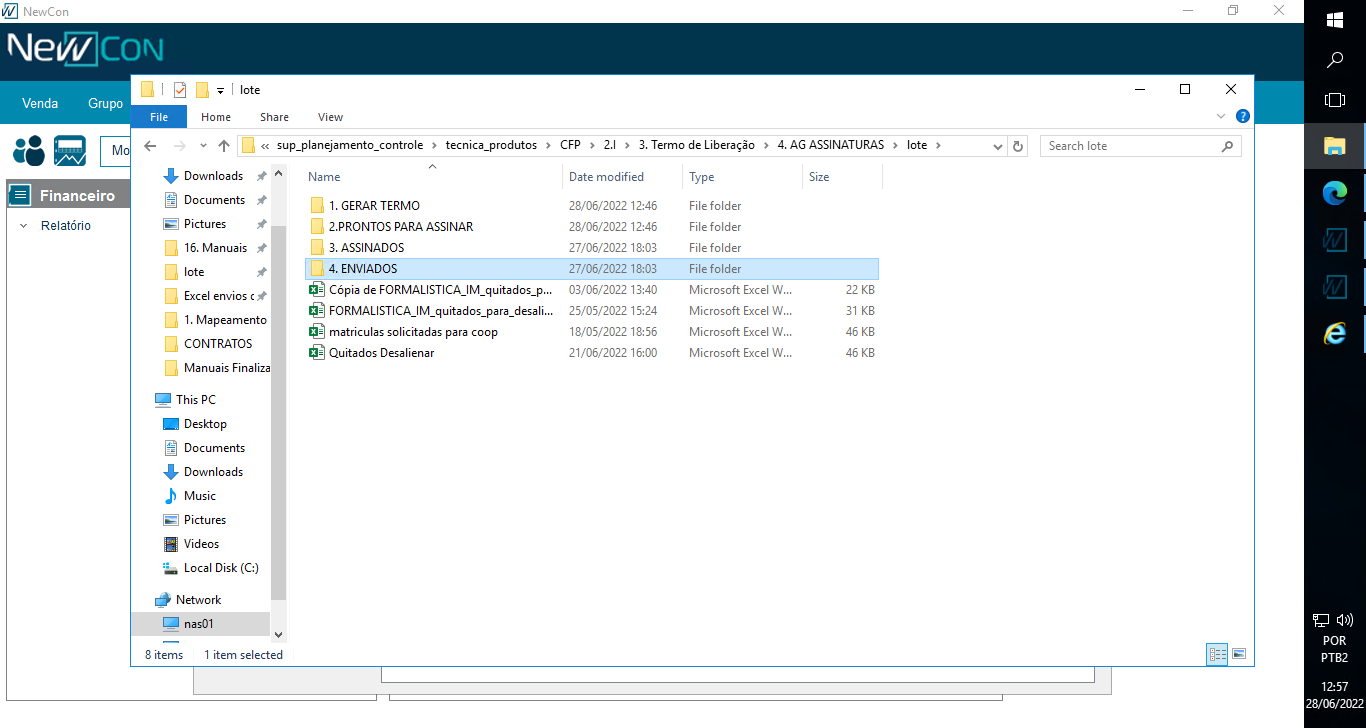 NewCon
NewCon
Venda Grupo
Mo
Financeiro
Relatório
lote
File Home Share View
« sup_planejamento_controle > tecnica_produtos > CFP > 2.I > 3. Termo de Liberação > 4. AG ASSINATURAS > lote >
Search lote
Downloads
Documents
Pictures
16. Manuais
lote
Excel envios
1. Mapeamento
CONTRATOS
Manuais Finaliza
This PC
Desktop
Documents
Downloads
Music
Pictures
Videos
Local Disk (C:)
Network
nas01
Name Date modified Type Size
1. GERAR TERMO 28/06/2022 12:46 File folder
2.PRONTOS PARA ASSINAR 28/06/2022 12:46 File folder
3. ASSINADOS 27/06/2022 18:03 File folder
4. ENVIADOS 27/06/2022 18:03 File folder
Cópia de FORMALISTICA_IM_quitados_p... 03/06/2022 13:40 Microsoft Excel W... 22 KB
FORMALISTICA_IM_quitados_para_desali... 25/05/2022 15:24 Microsoft Excel W... 31 KB
matriculas solicitadas para coop 18/05/2022 18:56 Microsoft Excel W... 46 KB
Quitados Desalienar 21/06/2022 16:00 Microsoft Excel W... 46 KB
8 items 1 item selected
POR
PTB2
12:57
28/06/2022